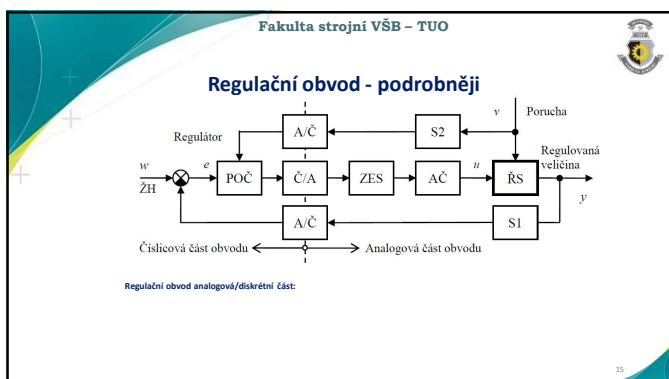 Fakulta strojní VŠB – TUO
Regulační obvod - podrobněji
v Porucha
A/Č S2
Regulátor
Regulovaná
veličina
w e POČ Č/A ZES AČ u ŘS
ŽH
y
A/Č S1
Číslicová část obvodu Analogová část obvodu
Regulační obvod analogová/diskrétní část:
15